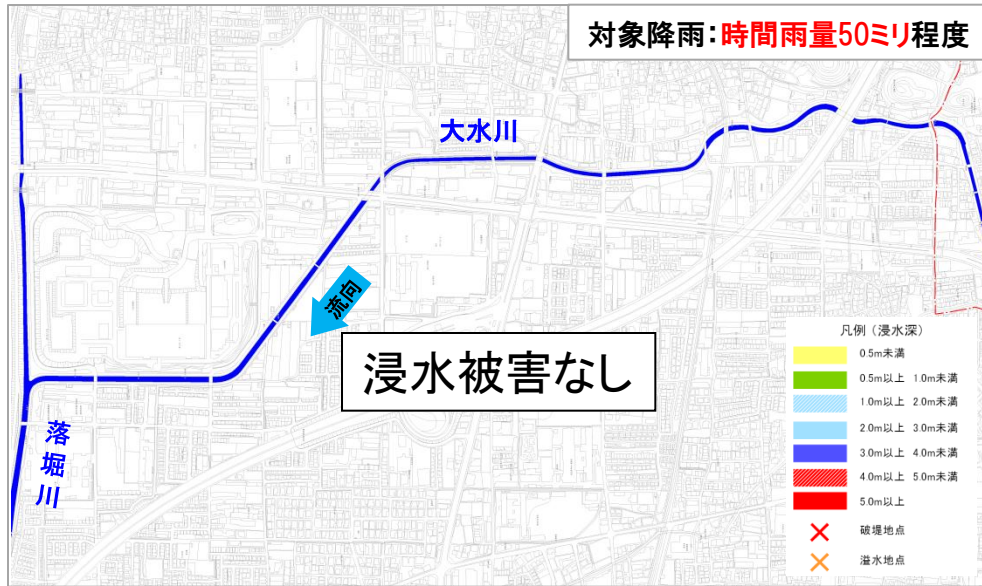 対象降雨：時間雨量50ミリ程度
大水川
流向
浸水被害なし
落堀川
凡例（浸水深）
0.5m未満
0.5m以上 1.0m未満
1.0m以上 2.0m未満
2.0m以上 3.0m未満
3.0m以上 4.0m未満
4.0m以上 5.0m未満
5.0m以上
破堤地点
溢水地点